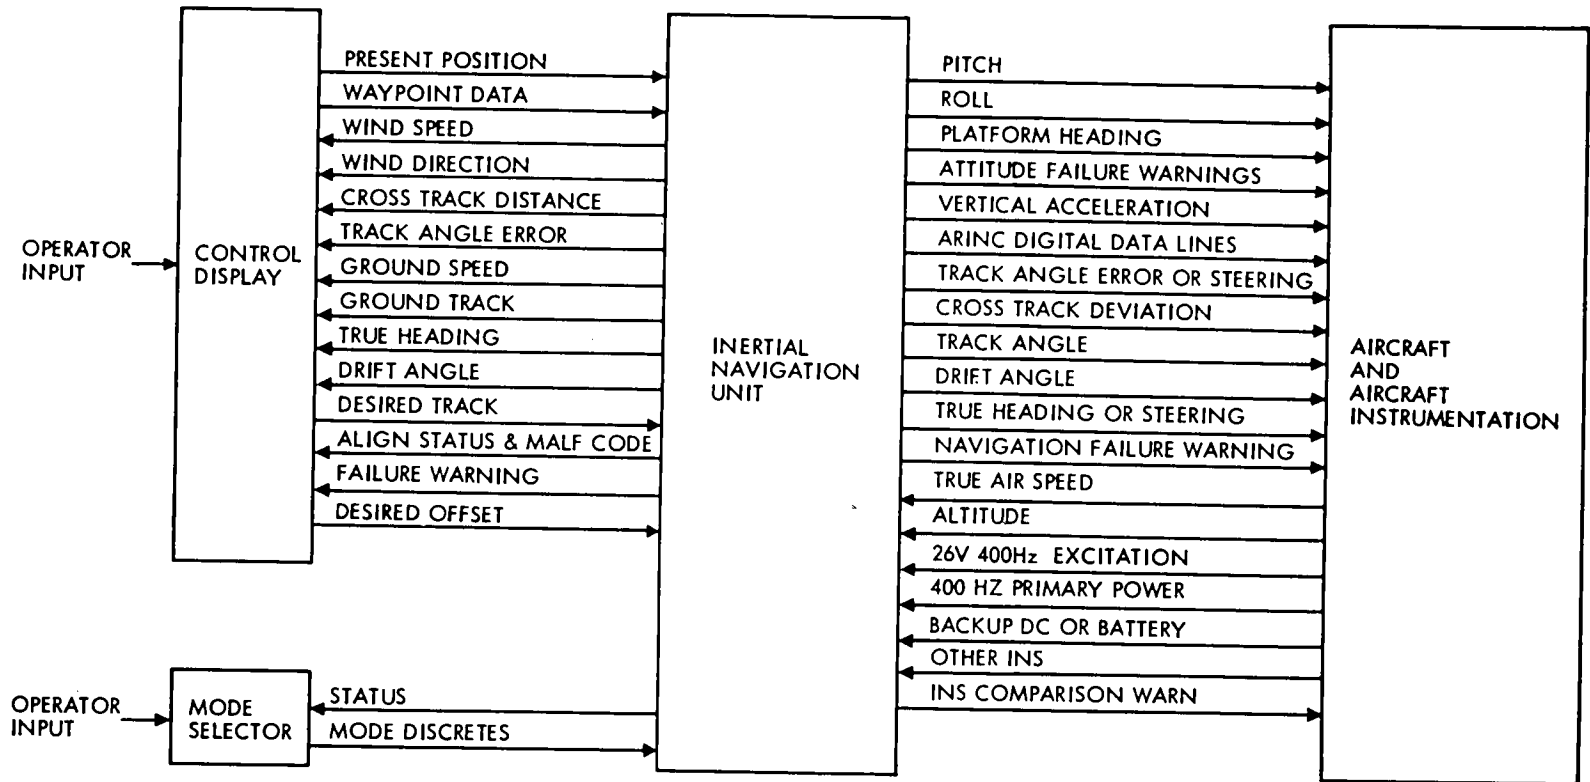 OPERATOR
INPUT
CONTROL
DISPLAY
PRESENT POSITION
WAYPOINT DATA
WIND SPEED
WIND DIRECTION
CROSS TRACK DISTANCE
TRACK ANGLE ERROR
GROUND SPEED
GROUND TRACK
TRUE HEADING
DRIFT ANGLE
DESIRED TRACK
ALIGN STATUS & MALF CODE
FAILURE WARNING
DESIRED OFFSET
OPERATOR
INPUT
MODE
SELECTOR
STATUS
MODE DISCRETES
INERTIAL
NAVIGATION
UNIT
PITCH
ROLL
PLATFORM HEADING
ATTITUDE FAILURE WARNINGS
VERTICAL ACCELERATION
ARINC DIGITAL DATA LINES
TRACK ANGLE ERROR OR STEERING
CROSS TRACK DEVIATION
TRACK ANGLE
DRIFT ANGLE
TRUE HEADING OR STEERING
NAVIGATION FAILURE WARNING
TRUE AIR SPEED
ALTITUDE
26V 400Hz EXCITATION
400 HZ PRIMARY POWER
BACKUP DC OR BATTERY
OTHER INS
INS COMPARISON WARN
AIRCRAFT
AND
AIRCRAFT
INSTRUMENTATION